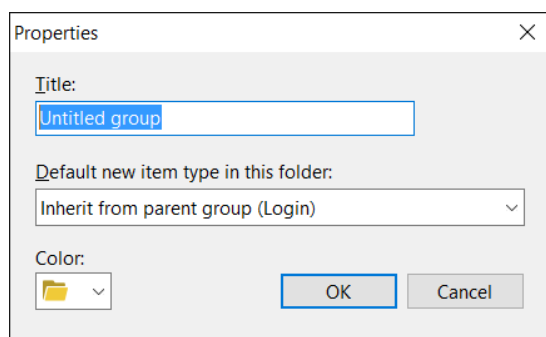 Properties
Title:
Untitled group
Default new item type in this folder:
Inherit from parent group (Login)
Color:
OK Cancel